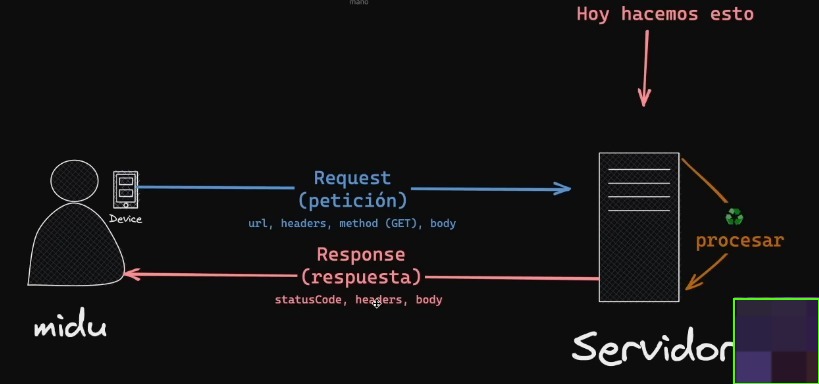 mano
Hoy hacemos esto
Device
Request
(petición)
url, headers, method (GET), body
procesar
Response
(respuesta)
statusCode, headers, body
midu
Servidor